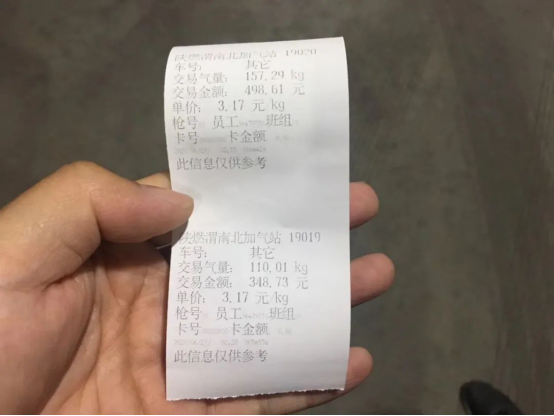 陕燃渭南北加气站 19020
车号： 其它
交易气量： 157.29 kg
交易金额： 498.61 元
单价： 3.17 元/kg
枪号 员工 班组
卡号 卡金额
此信息仅供参考
陕燃渭南北加气站 19019
车号： 其它
交易气量： 110.01 kg
交易金额： 348.73 元
单价： 3.17 元/kg
枪号 员工 班组
卡号 卡金额
此信息仅供参考